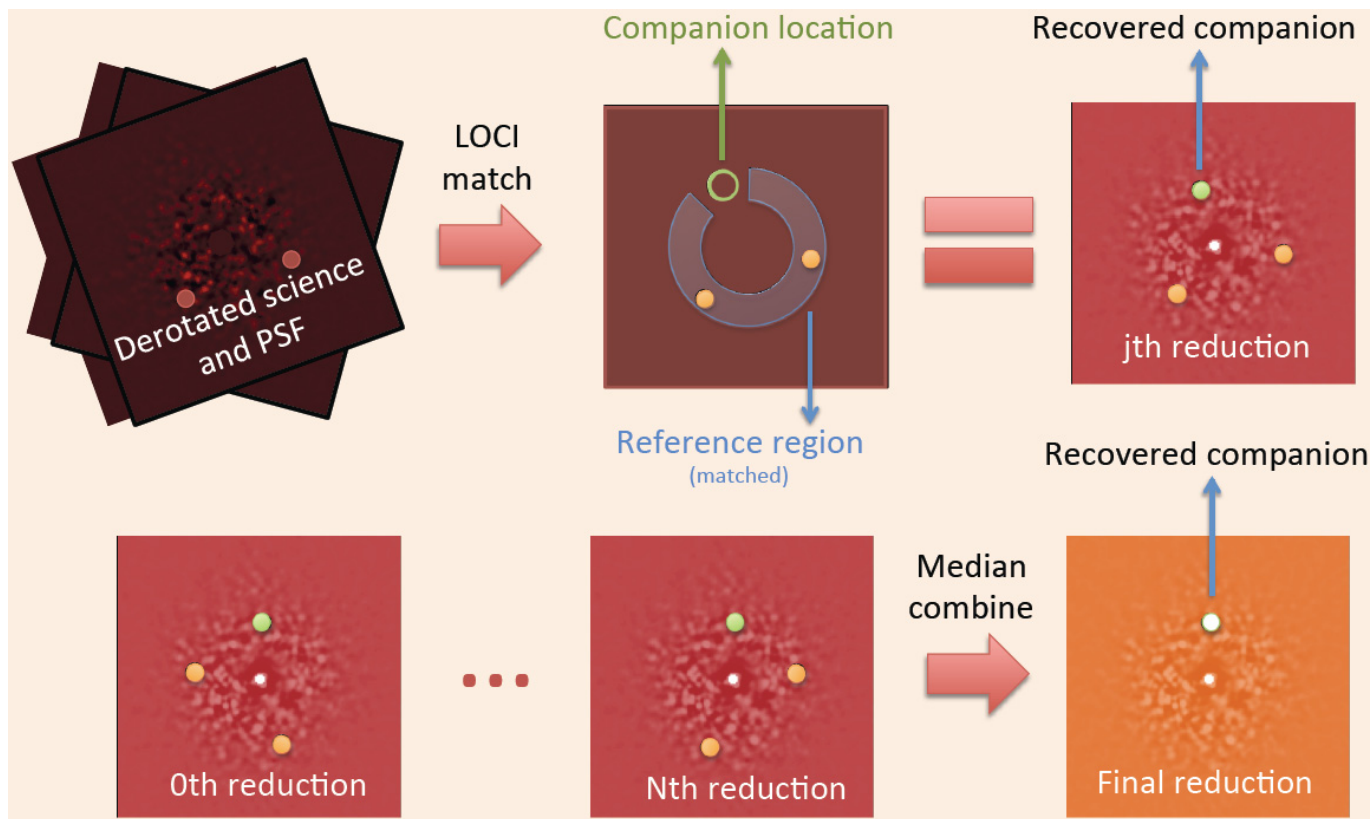 Companion location
Recovered companion
LOCI
match
Derotated science
and PSF
jth reduction
Reference region
(matched)
Recovered companion
Median
combine
0th reduction
...
Nth reduction
Final reduction